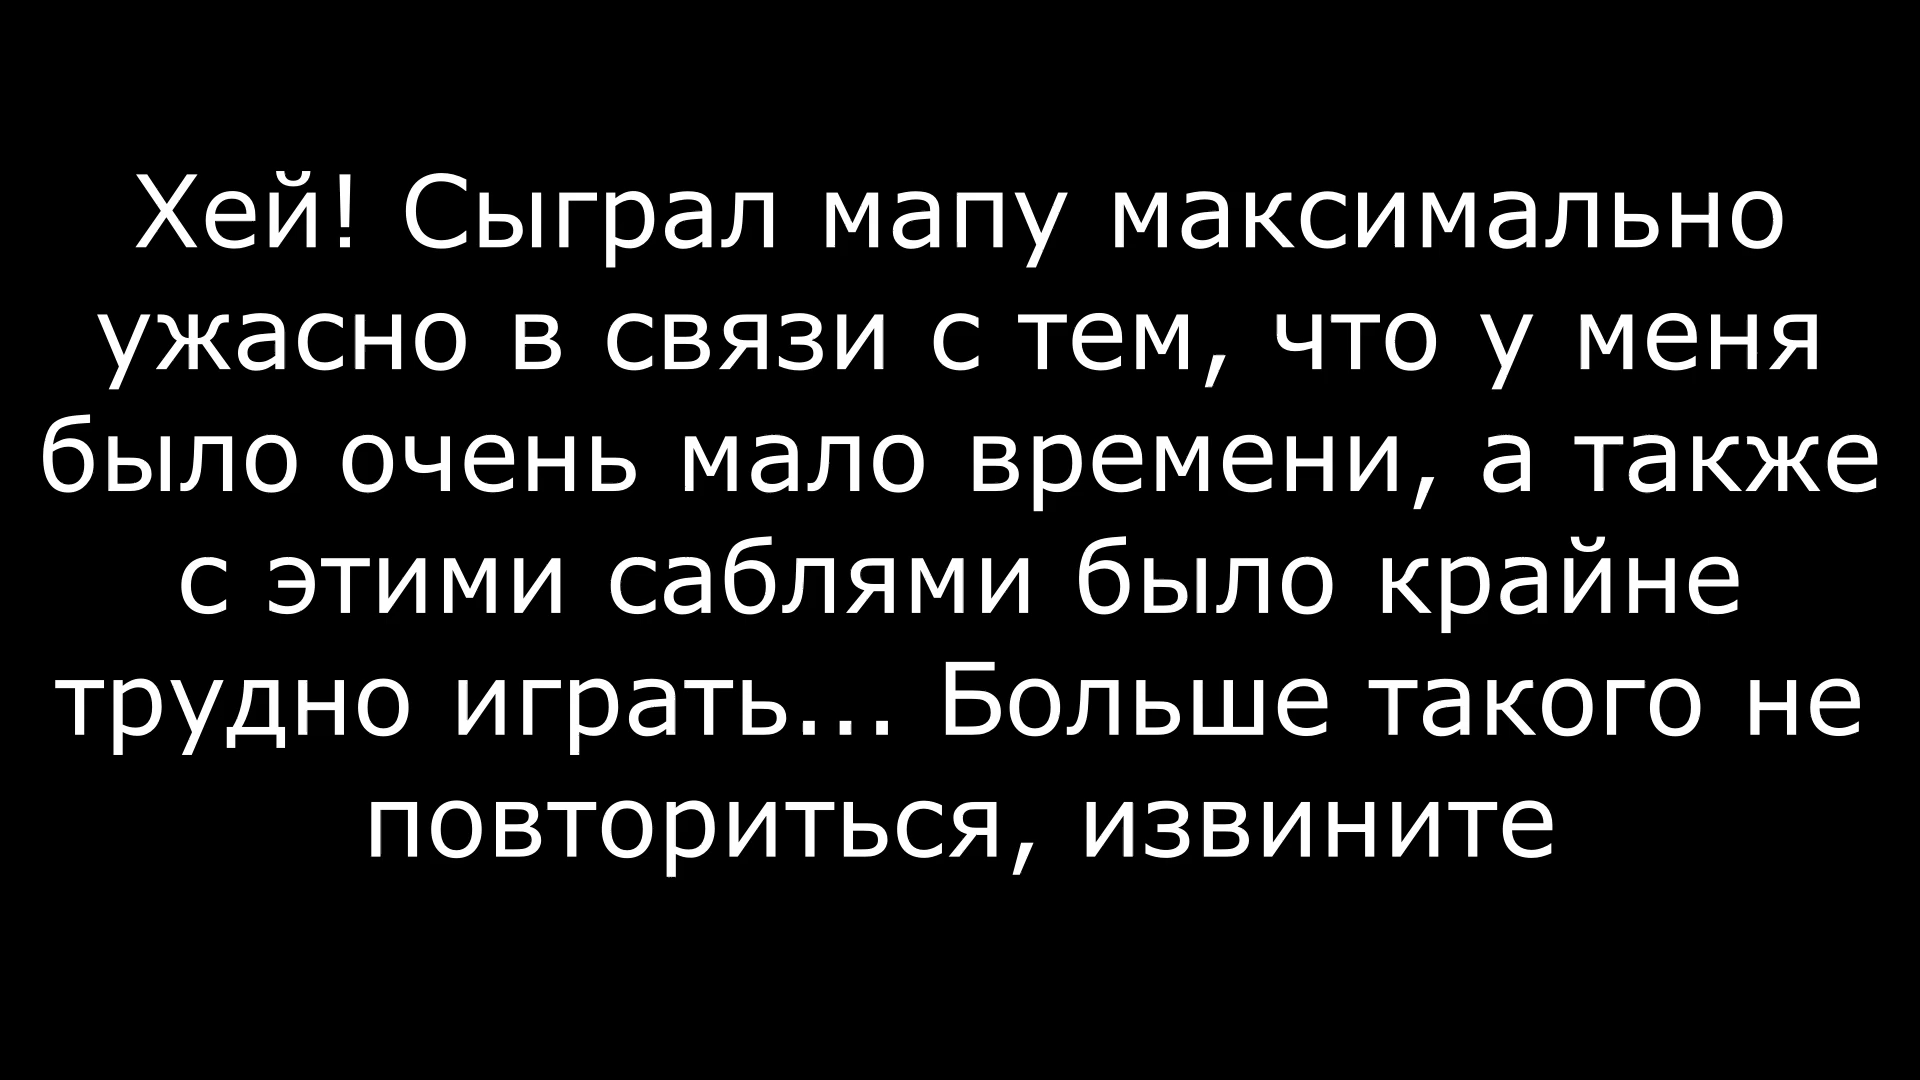 Хей! Сыграл мапу максимально
ужасно в связи с тем, что у меня
было очень мало времени, а также
с этими саблями было крайне
трудно играть... Больше такого не
повториться, извините